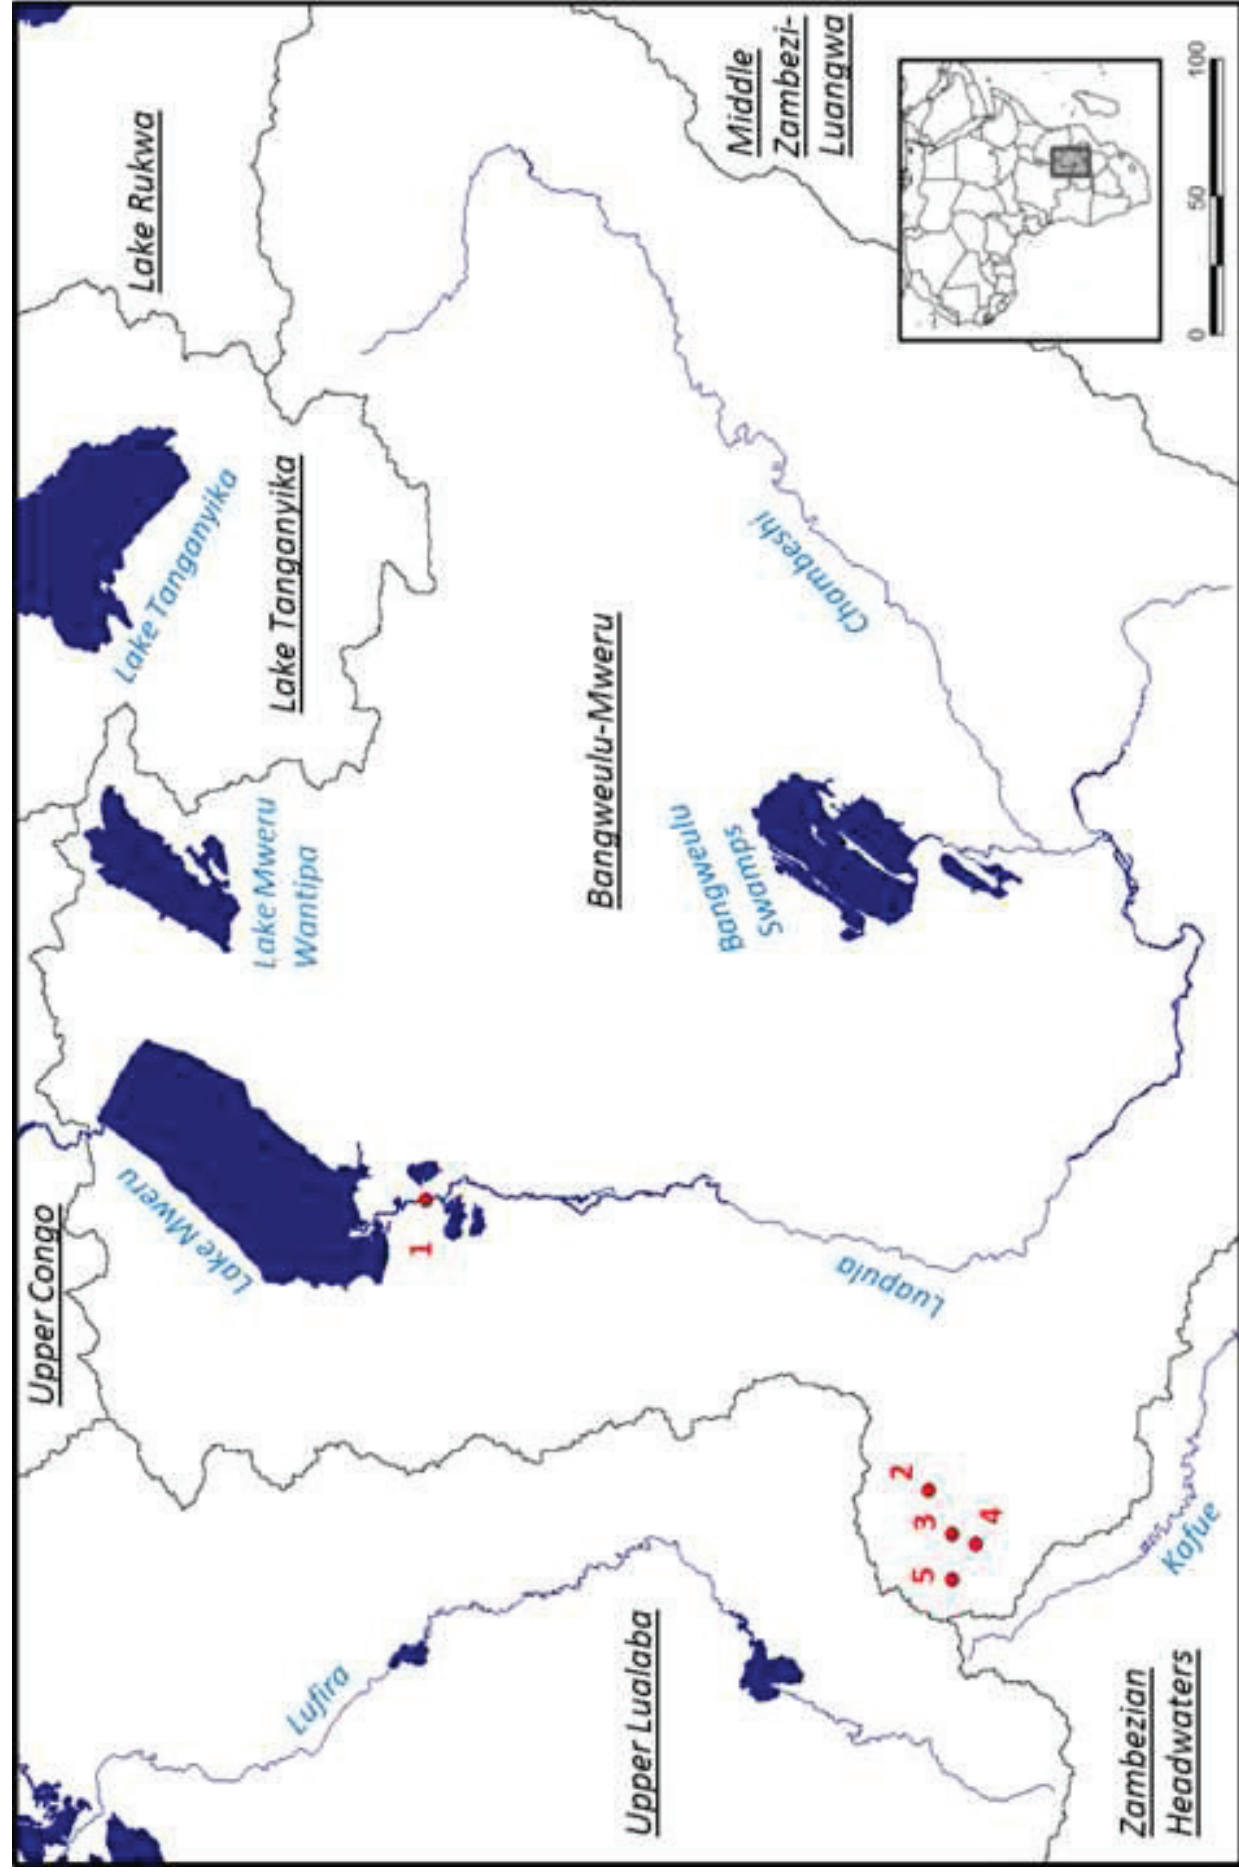 Upper Congo
Lake Rukwa
Lake Tanganyika
Lake Mweru
Lake Mweru
Wantipa
Lake Tanganyika
1
Lufira
Bangweulu-Mweru
Upper Lualaba
Bangweulu
Swamps
Chambeshi
Middle
Zambezi-
Luangwa
Luapula
2
3
4
5
Kafue
Zambezian
Headwaters
0
50
100